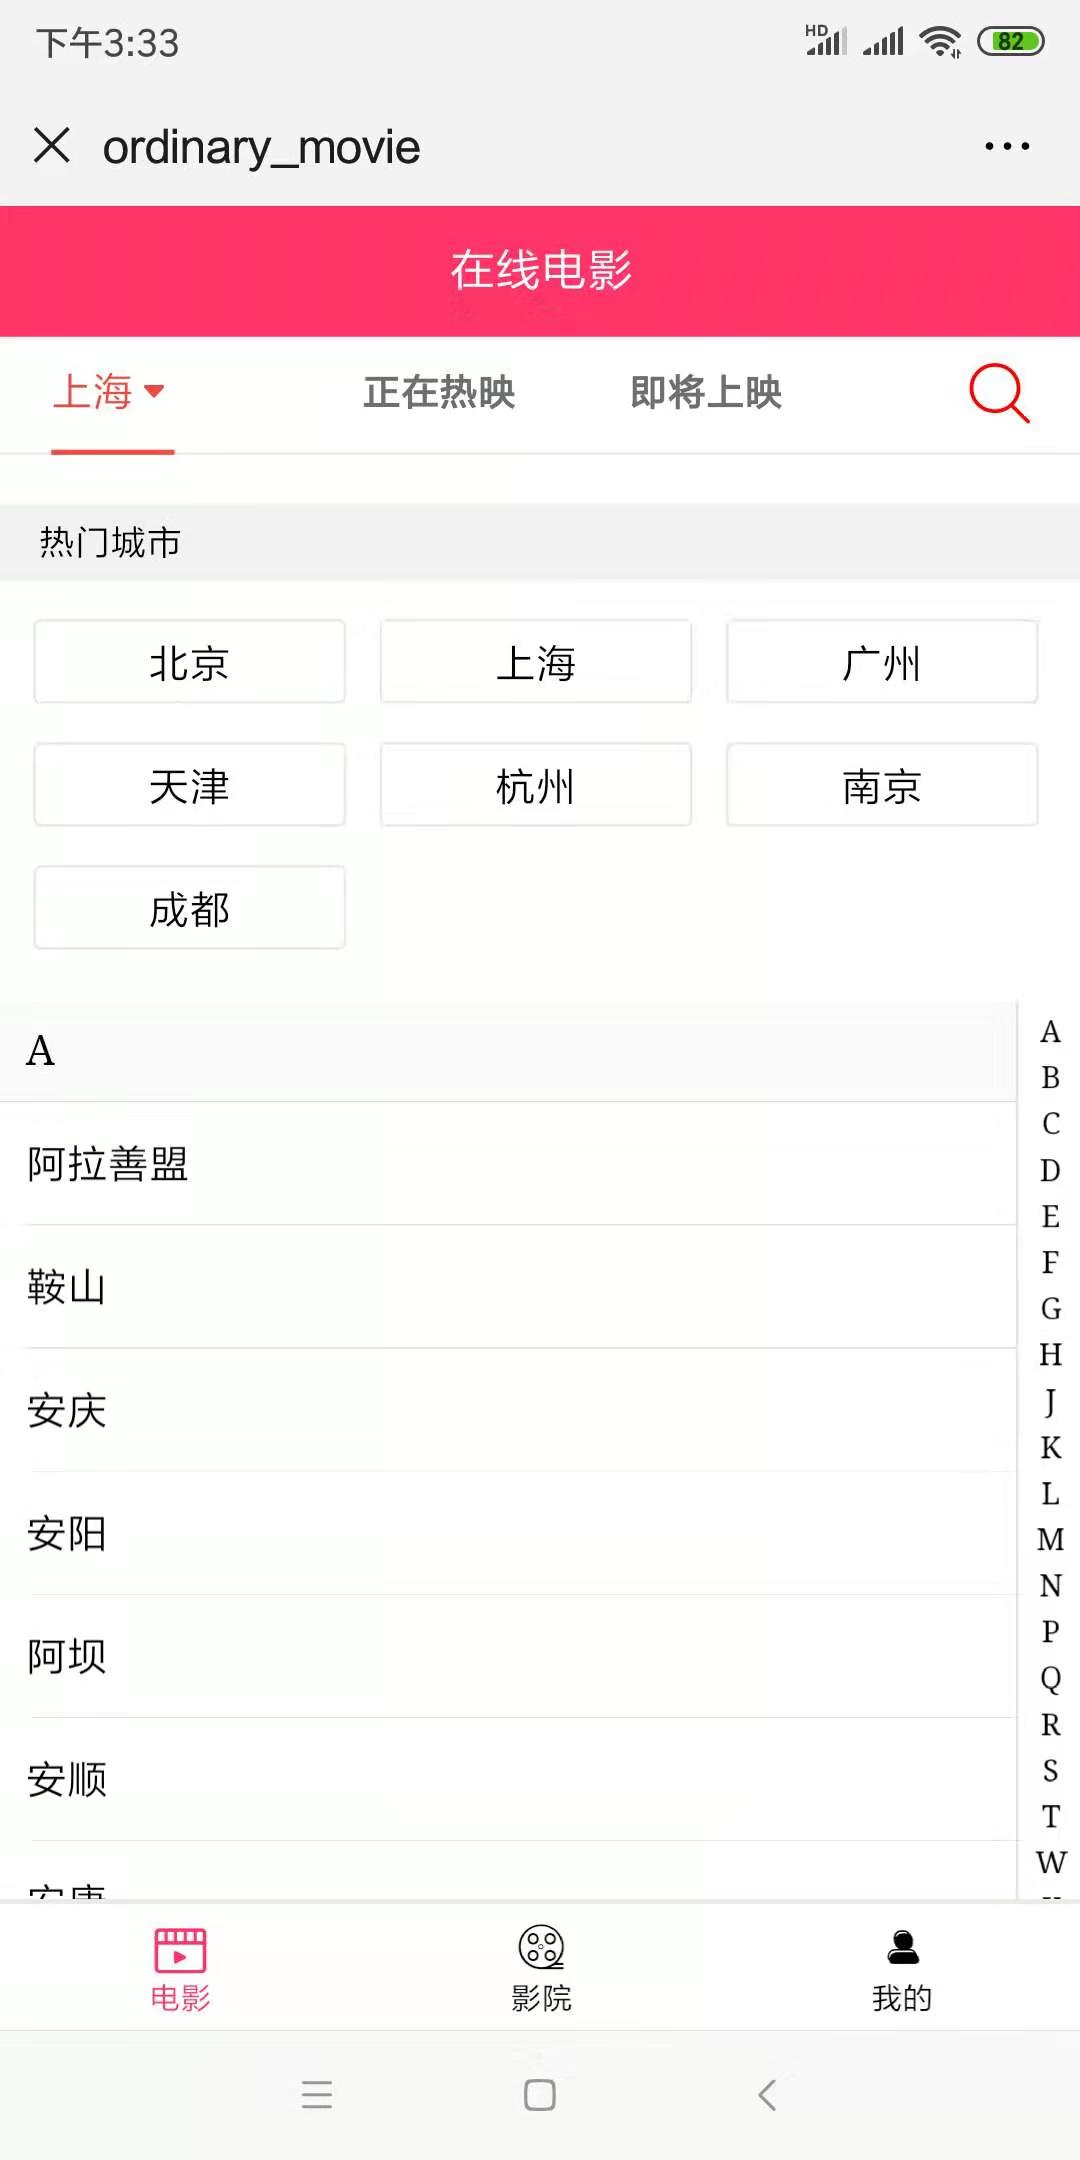 下午3:33
HD
82
ordinary_movie
在线电影
上海 正在热映 即将上映
热门城市
北京 上海 广州
天津 杭州 南京
成都
A
阿拉善盟
鞍山
安庆
安阳
阿坝
安顺
安康
A
B
C
D
E
F
G
H
J
K
L
M
N
P
Q
R
S
T
W
电影 影院 我的